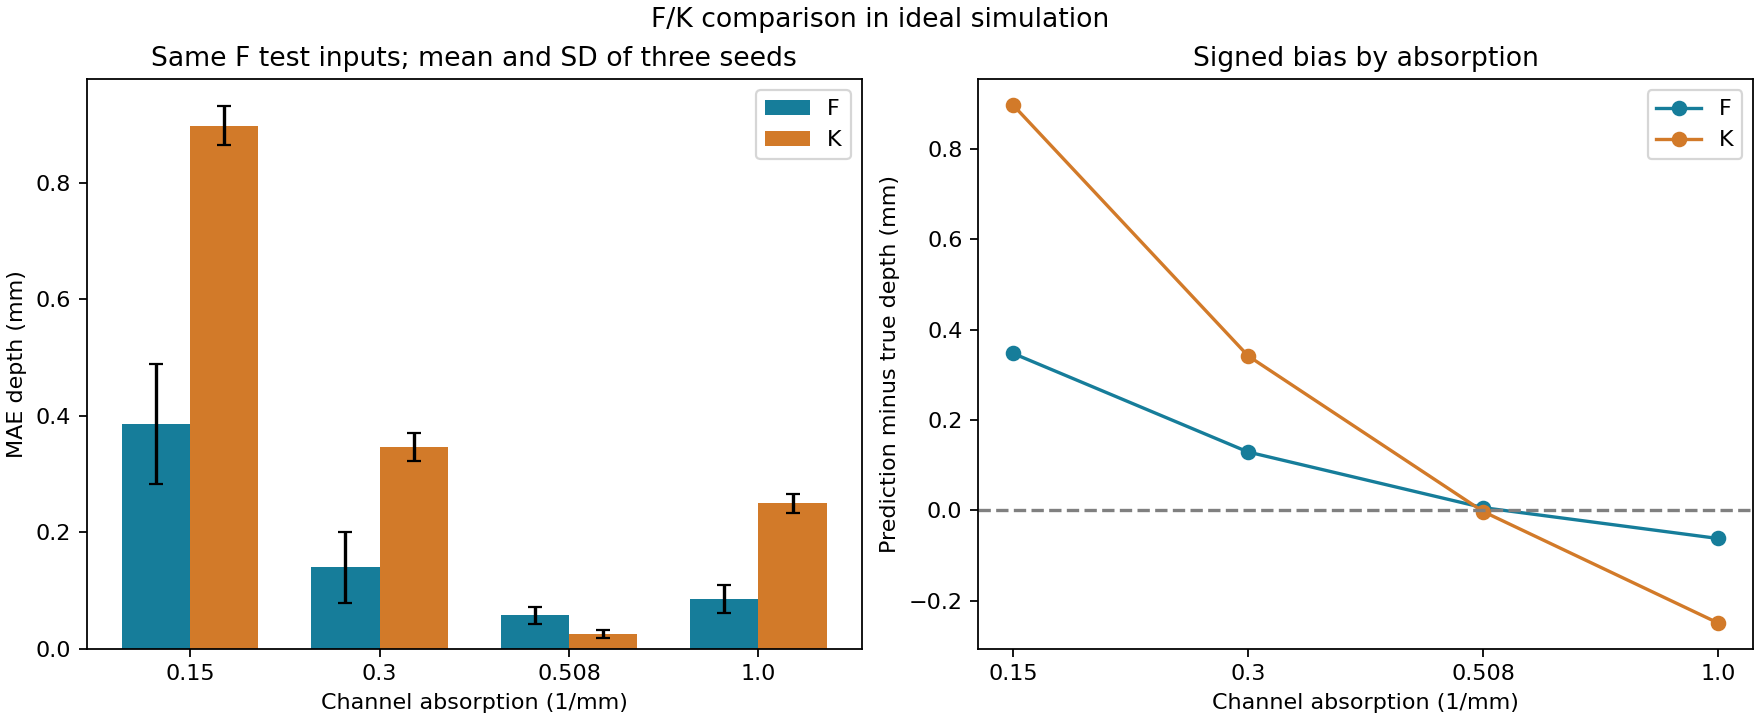 F/K comparison in ideal simulation
Same F test inputs; mean and SD of three seeds
MAE depth (mm)
0.8
0.6
0.4
0.2
0.0
0.15 0.3 0.508 1.0
Channel absorption (1/mm)
F
K
Signed bias by absorption
Prediction minus true depth (mm)
0.8
0.6
0.4
0.2
0.0
−0.2
0.15 0.3 0.508 1.0
Channel absorption (1/mm)
F
K